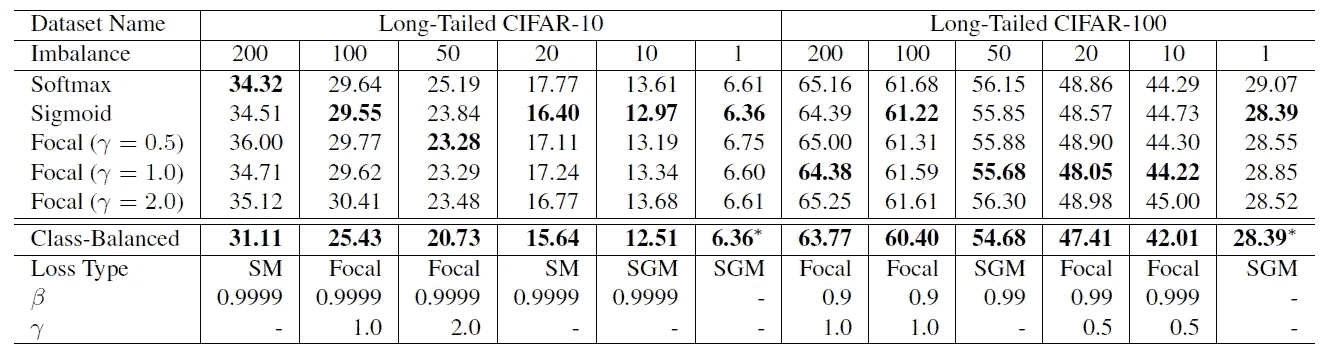 Dataset Name Long-Tailed CIFAR-10 Long-Tailed CIFAR-100
Imbalance 200 100 50 20 10 1 200 100 50 20 10 1
Softmax 34.32 29.64 25.19 17.77 13.61 6.61 65.16 61.68 56.15 48.86 44.29 29.07
Sigmoid 34.51 29.55 23.84 16.40 12.97 6.36 64.39 61.22 55.85 48.57 44.73 28.39
Focal (γ = 0.5) 36.00 29.77 23.28 17.11 13.19 6.75 65.00 61.31 55.88 48.90 44.30 28.55
Focal (γ = 1.0) 34.71 29.62 23.29 17.24 13.34 6.60 64.38 61.59 55.68 48.05 44.22 28.85
Focal (γ = 2.0) 35.12 30.41 23.48 16.77 13.68 6.61 65.25 61.61 56.30 48.98 45.00 28.52
Class-Balanced 31.11 25.43 20.73 15.64 12.51 6.36* 63.77 60.40 54.68 47.41 42.01 28.39*
Loss Type SM Focal Focal SM SGM SGM Focal Focal SGM Focal Focal SGM
β 0.9999 0.9999 0.9999 0.9999 0.9999 - 0.9 0.9 0.99 0.99 0.999 -
γ - 1.0 2.0 - - - 1.0 1.0 - 0.5 0.5 -